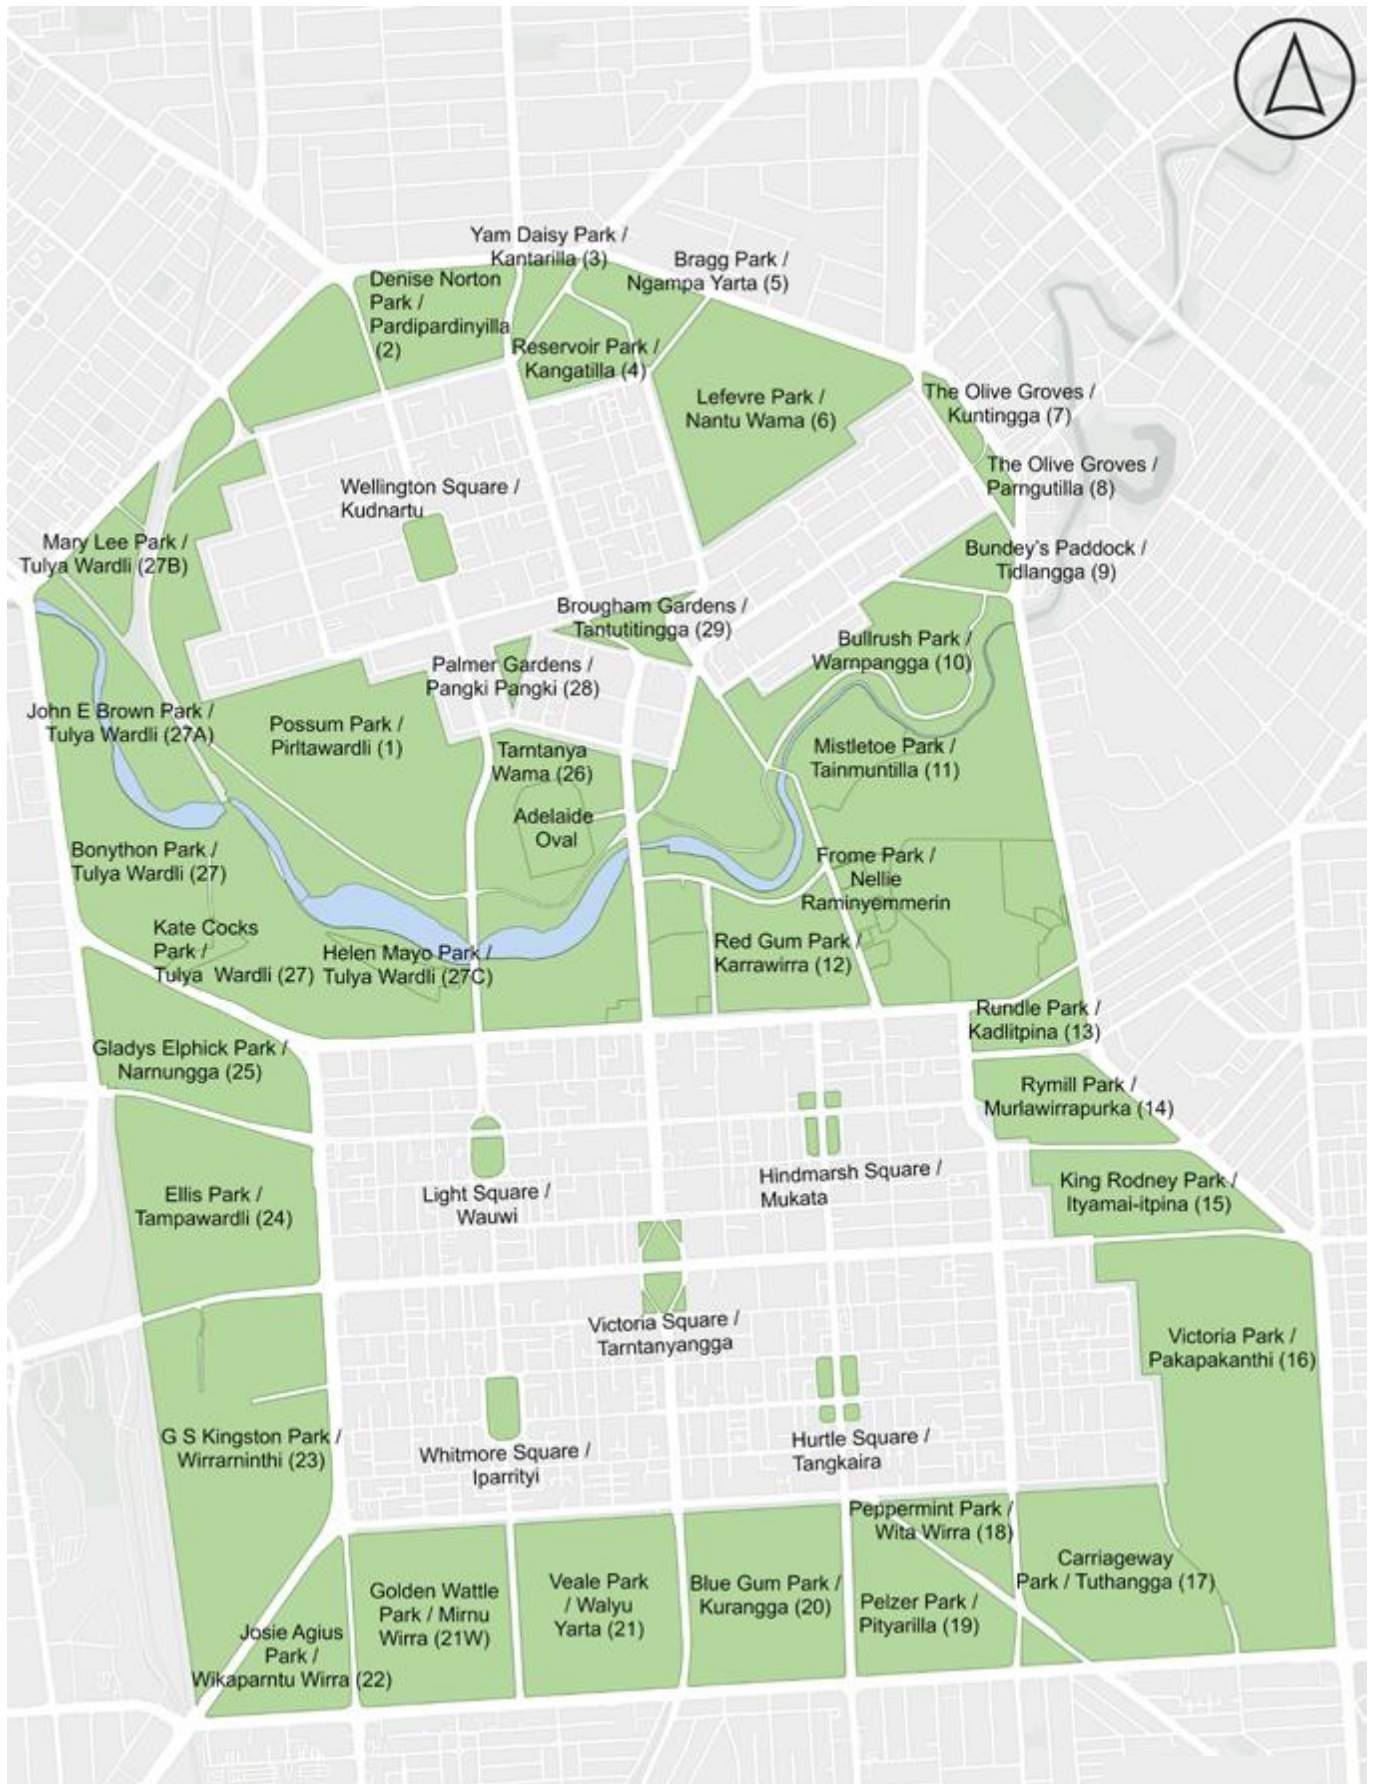 Yam Daisy Park /
Kantarilla (3)
Bragg Park /
Ngampa Yarta (5)
Denise Norton
Park /
Pardipardinyilla
(2)
Reservoir Park /
Kangatilla (4)
Lefevre Park /
Nantu Wama (6)
The Olive Groves /
Kuntingga (7)
The Olive Groves /
Parngutilla (8)
Wellington Square /
Kudnartu
Mary Lee Park /
Tulya Wardli (27B)
Bundey's Paddock /
Tidlangga (9)
Brougham Gardens /
Tantutitingga (29)
Bullrush Park /
Warnpangga (10)
Palmer Gardens /
Pangki Pangki (28)
John E Brown Park /
Tulya Wardli (27A)
Possum Park /
Pirltawardli (1)
Tarntanya
Wama (26)
Mistletoe Park /
Tainmuntilla (11)
Adelaide
Oval
Bonython Park /
Tulya Wardli (27)
Frome Park /
Nellie
Raminyemmerin
Kate Cocks
Park /
Tulya Wardli (27)
Helen Mayo Park /
Tulya Wardli (27C)
Red Gum Park /
Karrawirra (12)
Rundle Park /
Kadlitpina (13)
Gladys Elphick Park /
Narnungga (25)
Rymill Park /
Murlawirrapurka (14)
Hindmarsh Square /
Mukata
King Rodney Park /
Ityamai-itpina (15)
Ellis Park /
Tampawardli (24)
Light Square /
Wauwi
Victoria Square /
Tarntanyangga
Victoria Park /
Pakapakanthi (16)
G S Kingston Park /
Wirrarninthi (23)
Whitmore Square /
Iparrityi
Hurtle Square /
Tangkaira
Peppermint Park /
Wita Wirra (18)
Carriageway
Park / Tuthangga (17)
Golden Wattle
Park / Mirnu
Wirra (21W)
Veale Park
/ Walyu
Yarta (21)
Blue Gum Park /
Kurangga (20)
Pelzer Park /
Pityarilla (19)
Josie Agius
Park /
Wikaparntu Wirra (22)